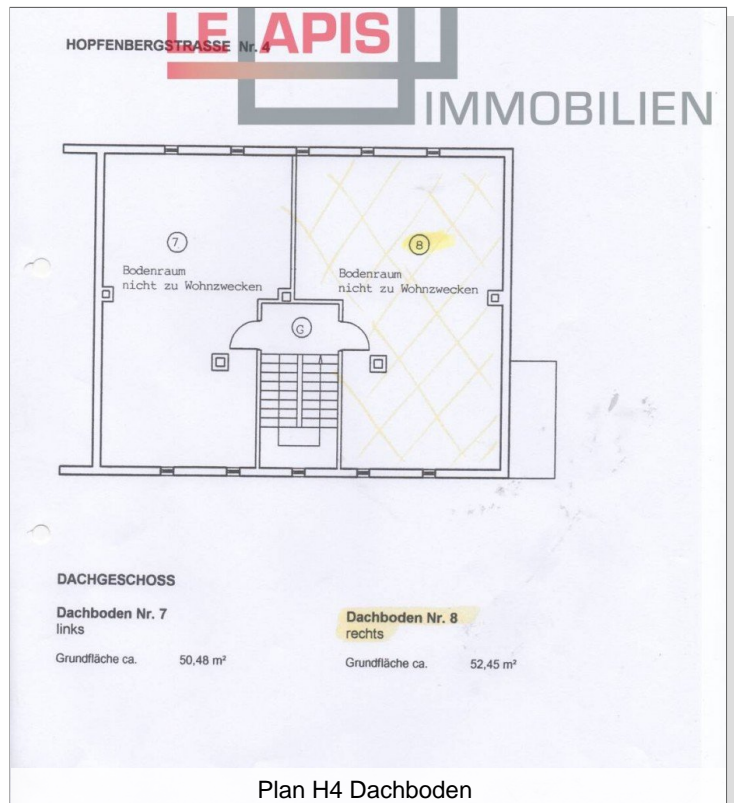 LE APIS
HOPFENBERGSTRASSE Nr. 4
IMMOBILIEN
7
8
Bodenraum
nicht zu Wohnzwecken
Bodenraum
nicht zu Wohnzwecken
G
DACHGESCHOSS
Dachboden Nr. 7
links
Grundfläche ca. 50,48 m²
Dachboden Nr. 8
rechts
Grundfläche ca. 52,45 m²
Plan H4 Dachboden